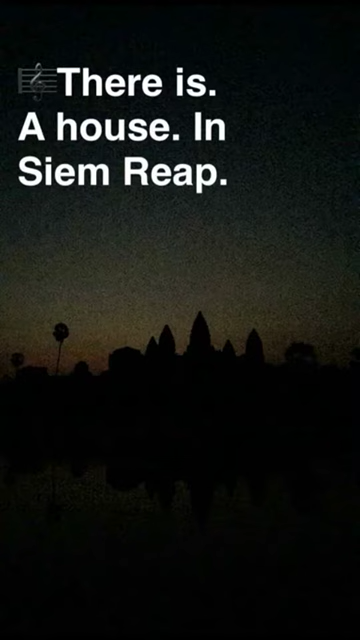 🎼There is.
A house. In
Siem Reap.